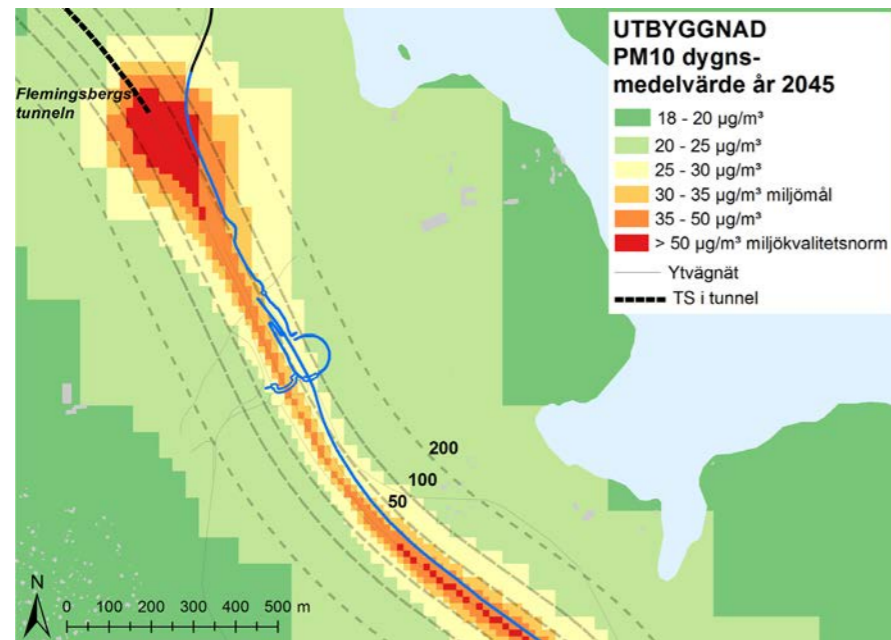 UTBYGGNAD
PM10 dygns-
medelvärde år 2045
18 - 20 µg/m³
20 - 25 µg/m³
25 - 30 µg/m³
30 - 35 µg/m³ miljömål
35 - 50 µg/m³
> 50 µg/m³ miljökvalitetsnorm
Ytvägnät
TS i tunnel
Flemingsbergs
tunneln
200
100
50
N
0 100 200 300 400 500 m